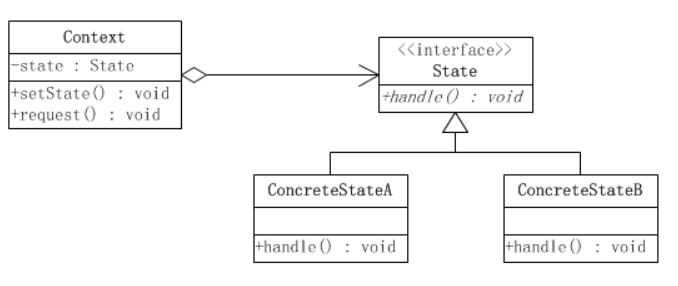 Context
-state : State
+setState() : void
+request() : void
<<interface>>
State
+handle() : void
ConcreteStateA
+handle() : void
ConcreteStateB
+handle() : void